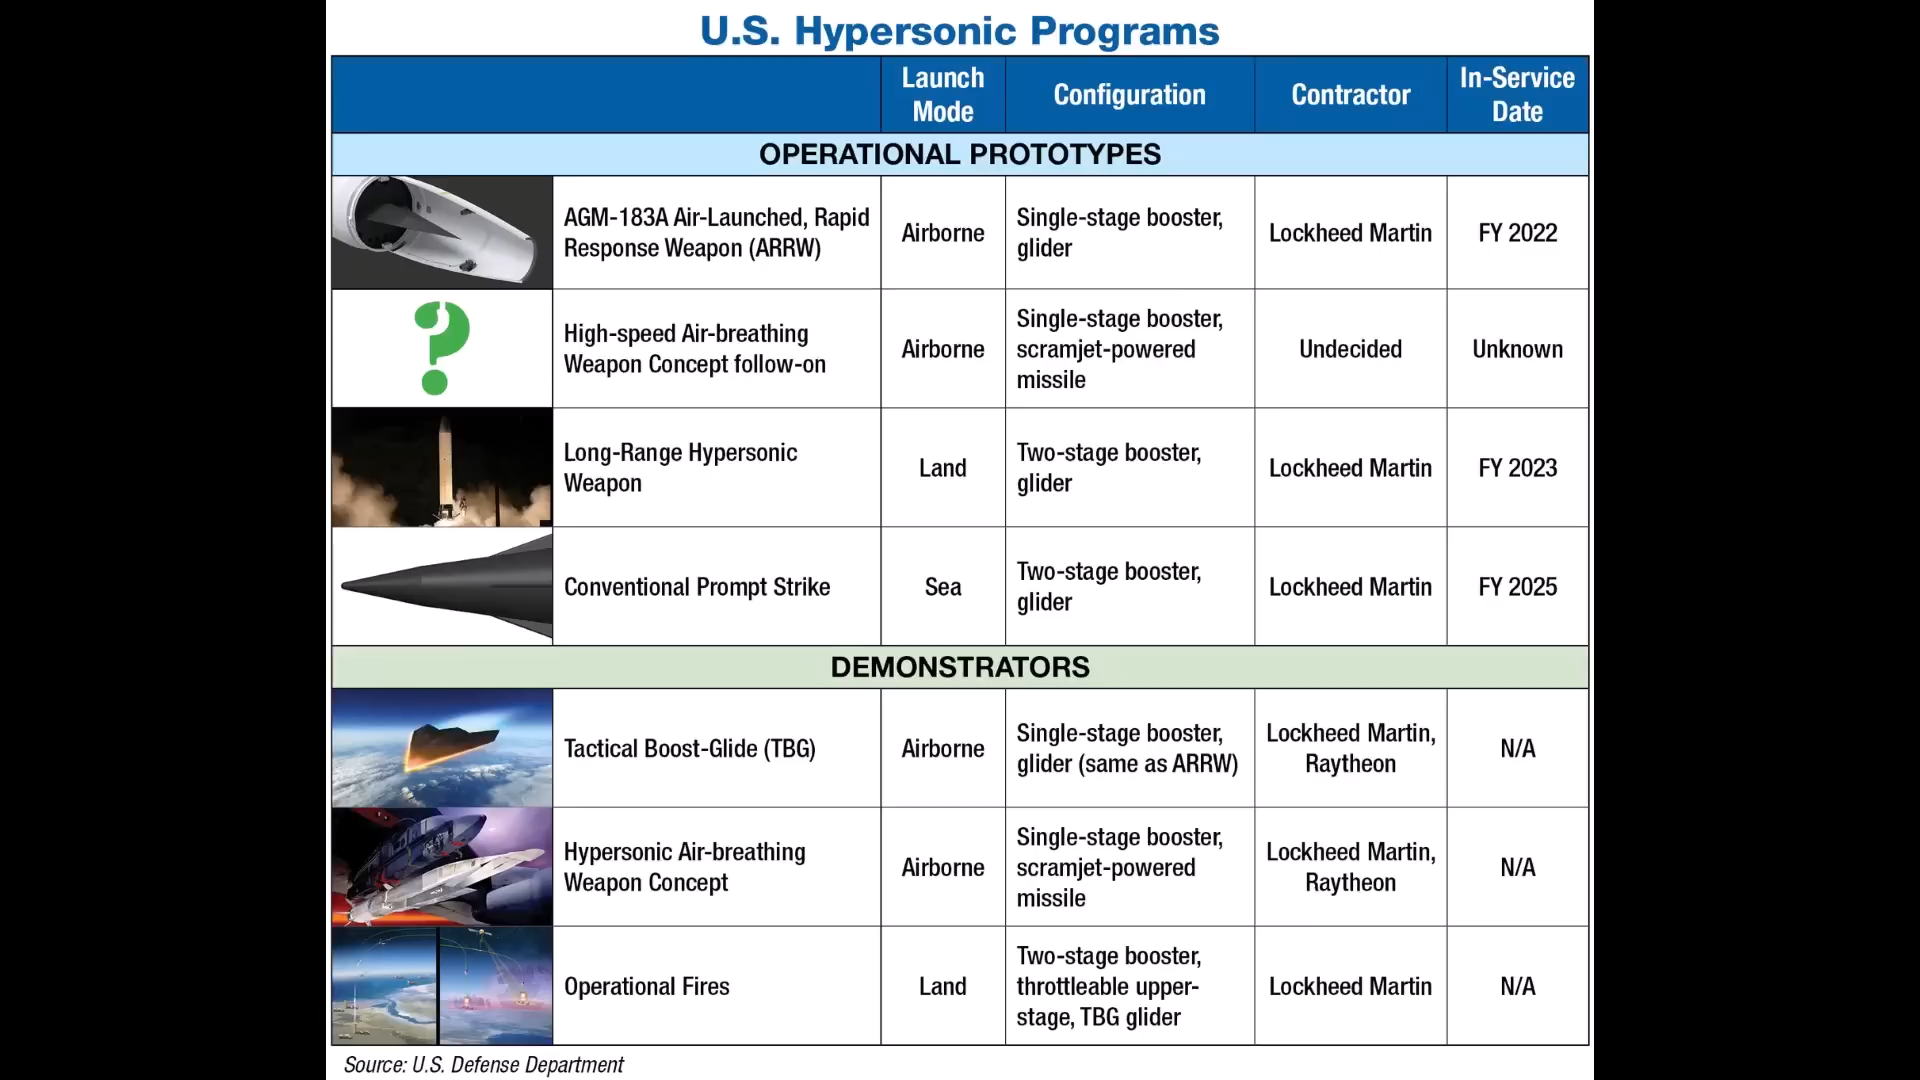 U.S. Hypersonic Programs
Launch
Mode
Configuration
Contractor
In-Service
Date
OPERATIONAL PROTOTYPES
AGM-183A Air-Launched, Rapid
Response Weapon (ARRW)
Airborne
Single-stage booster,
glider
Lockheed Martin
FY 2022
High-speed Air-breathing
Weapon Concept follow-on
Airborne
Single-stage booster,
scramjet-powered
missile
Undecided
Unknown
Long-Range Hypersonic
Weapon
Land
Two-stage booster,
glider
Lockheed Martin
FY 2023
Conventional Prompt Strike
Sea
Two-stage booster,
glider
Lockheed Martin
FY 2025
DEMONSTRATORS
Tactical Boost-Glide (TBG)
Airborne
Single-stage booster,
glider (same as ARRW)
Lockheed Martin,
Raytheon
N/A
Hypersonic Air-breathing
Weapon Concept
Airborne
Single-stage booster,
scramjet-powered
missile
Lockheed Martin,
Raytheon
N/A
Operational Fires
Land
Two-stage booster,
throttleable upper-
stage, TBG glider
Lockheed Martin
N/A
Source: U.S. Defense Department